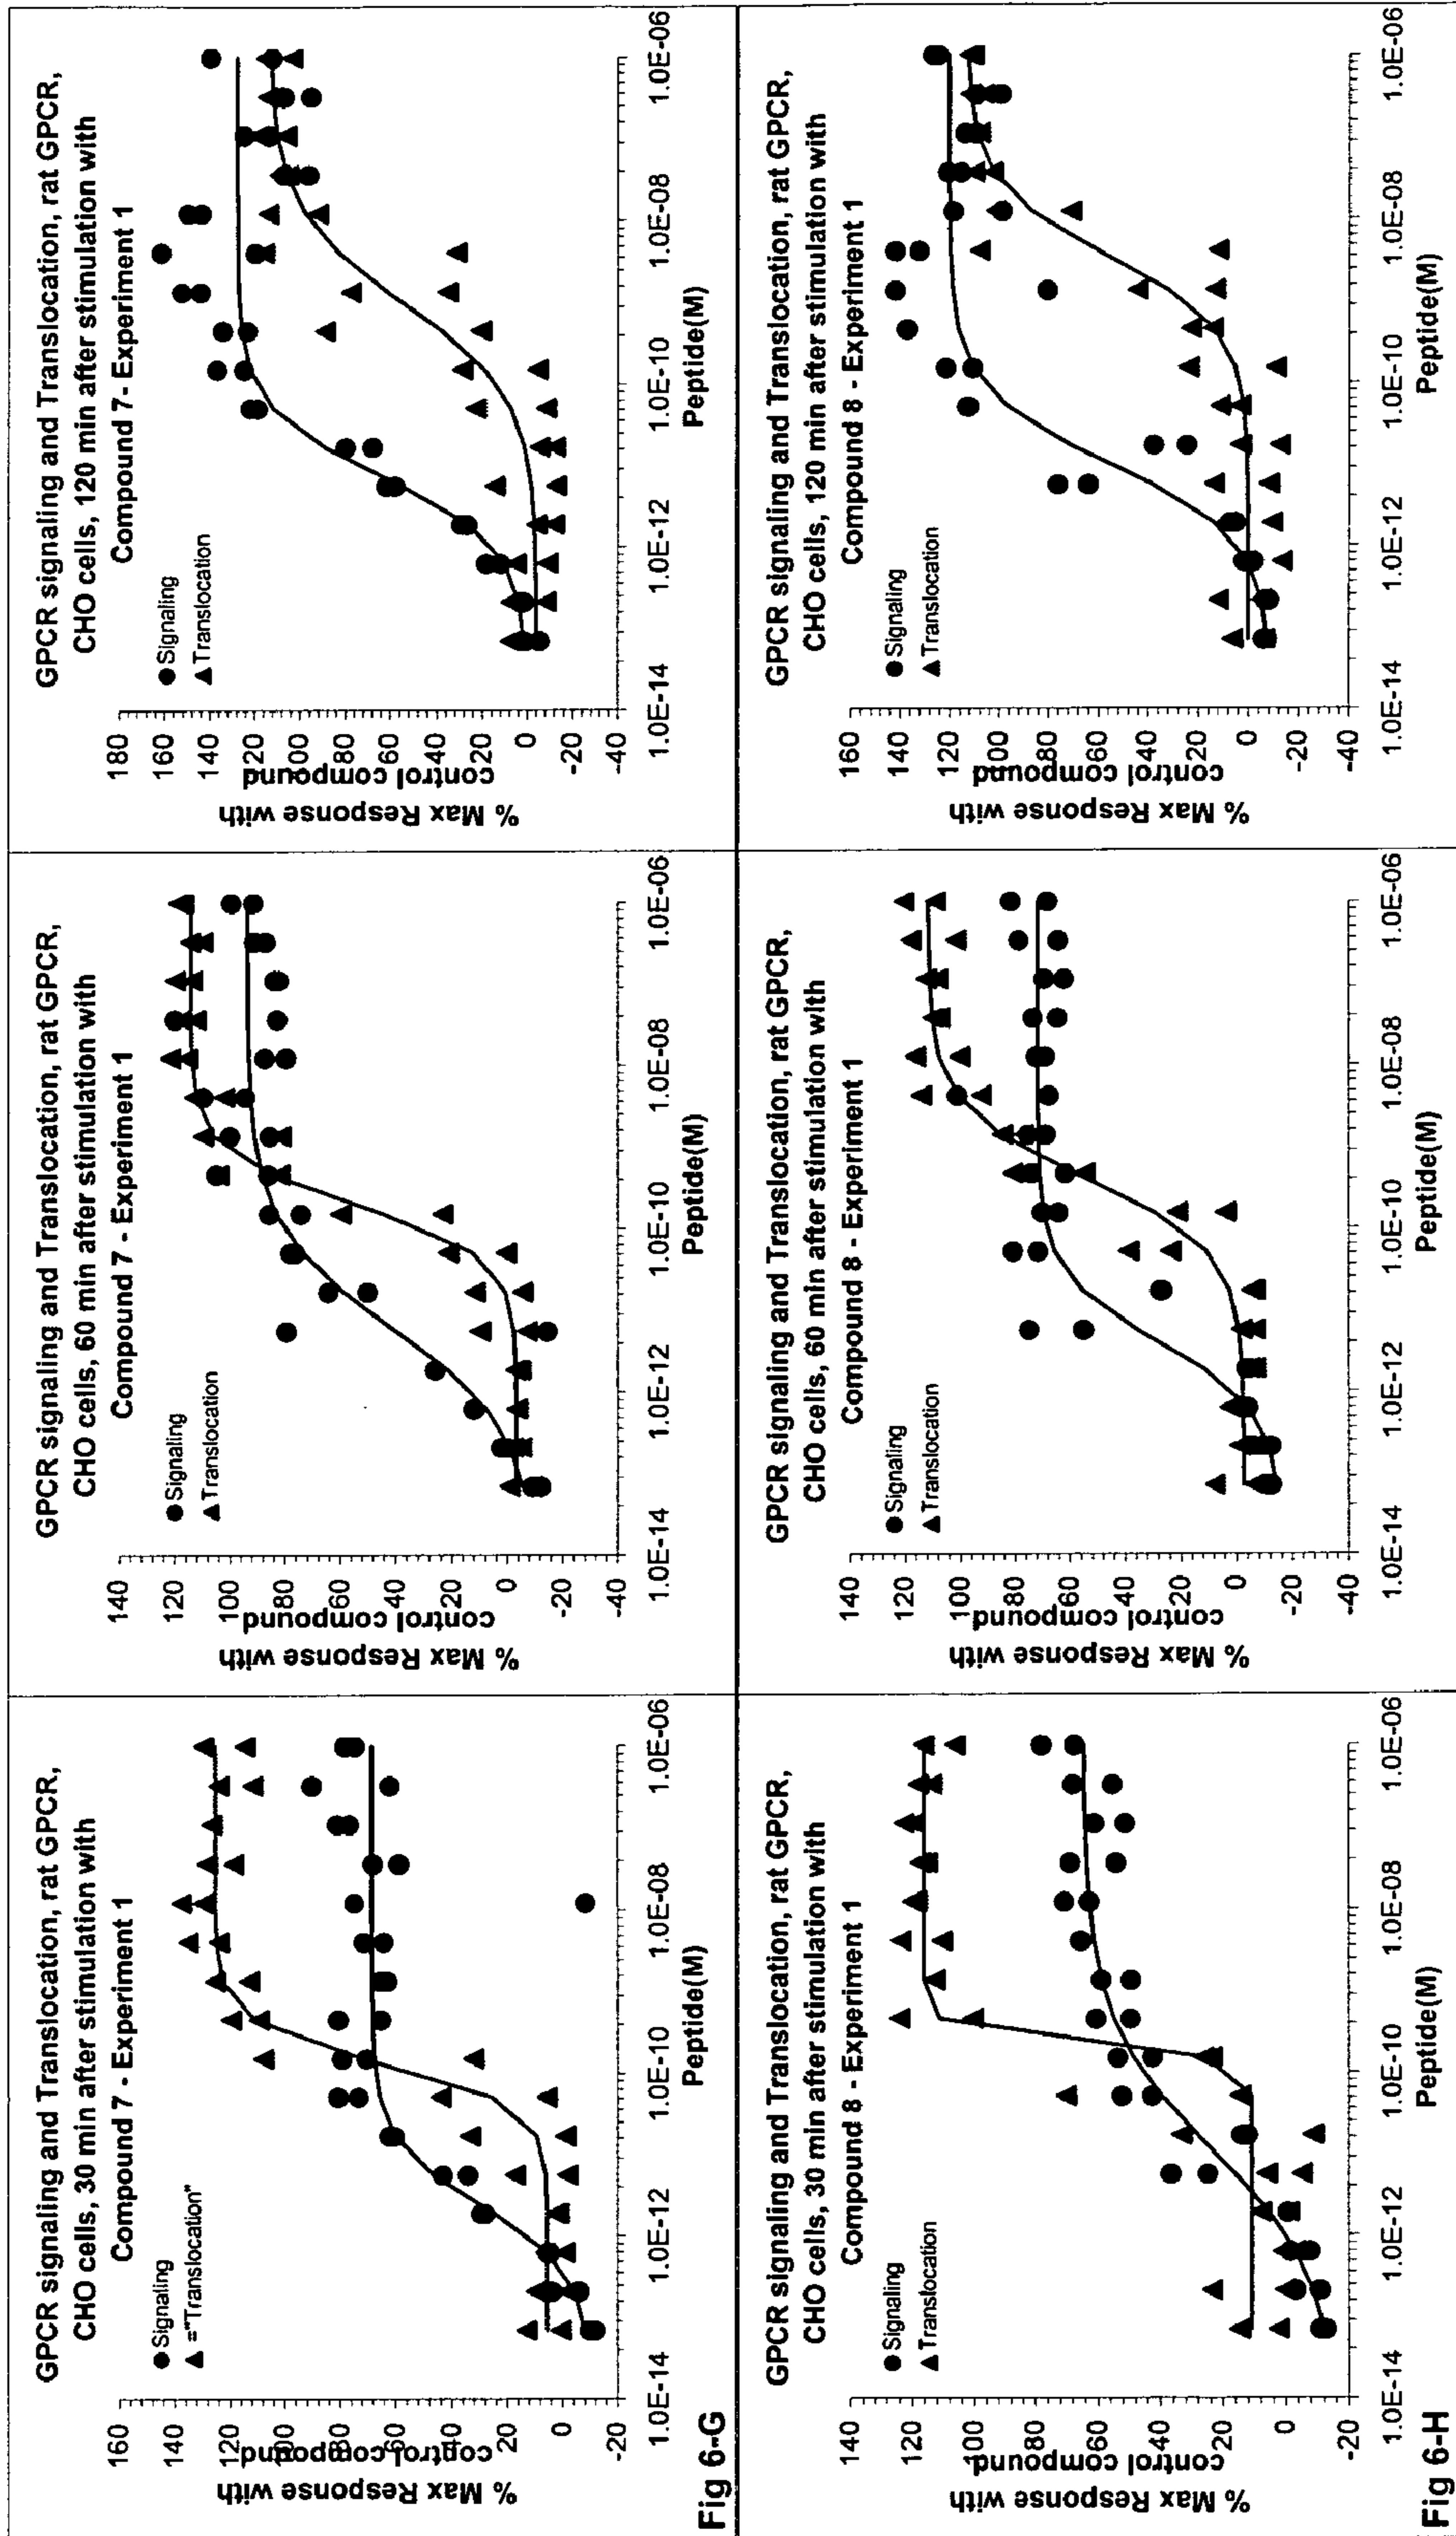 GPCR signaling and Translocation, rat GPCR,
CHO cells, 30 min after stimulation with
Compound 7 - Experiment 1
Signaling
="Translocation"
% Max Response with
control compound
160
140
120
100
80
60
40
20
0
-20
1.0E-14 1.0E-12 1.0E-10 1.0E-08 1.0E-06
Peptide(M)
GPCR signaling and Translocation, rat GPCR,
CHO cells, 60 min after stimulation with
Compound 7 - Experiment 1
Signaling
Translocation
% Max Response with
control compound
140
120
100
80
60
40
20
0
-20
-40
1.0E-14 1.0E-12 1.0E-10 1.0E-08 1.0E-06
Peptide(M)
GPCR signaling and Translocation, rat GPCR,
CHO cells, 120 min after stimulation with
Compound 7 - Experiment 1
Signaling
Translocation
% Max Response with
control compound
180
160
140
120
100
80
60
40
20
0
-20
-40
1.0E-14 1.0E-12 1.0E-10 1.0E-08 1.0E-06
Peptide(M)
Fig 6-G
GPCR signaling and Translocation, rat GPCR,
CHO cells, 30 min after stimulation with
Compound 8 - Experiment 1
Signaling
Translocation
% Max Response with
control compound
140
120
100
80
60
40
20
0
-20
1.0E-14 1.0E-12 1.0E-10 1.0E-08 1.0E-06
Peptide(M)
GPCR signaling and Translocation, rat GPCR,
CHO cells, 60 min after stimulation with
Compound 8 - Experiment 1
Signaling
Translocation
% Max Response with
control compound
140
120
100
80
60
40
20
0
-20
-40
1.0E-14 1.0E-12 1.0E-10 1.0E-08 1.0E-06
Peptide(M)
GPCR signaling and Translocation, rat GPCR,
CHO cells, 120 min after stimulation with
Compound 8 - Experiment 1
Signaling
Translocation
% Max Response with
control compound
160
140
120
100
80
60
40
20
0
-20
-40
1.0E-14 1.0E-12 1.0E-10 1.0E-08 1.0E-06
Peptide(M)
Fig 6-H